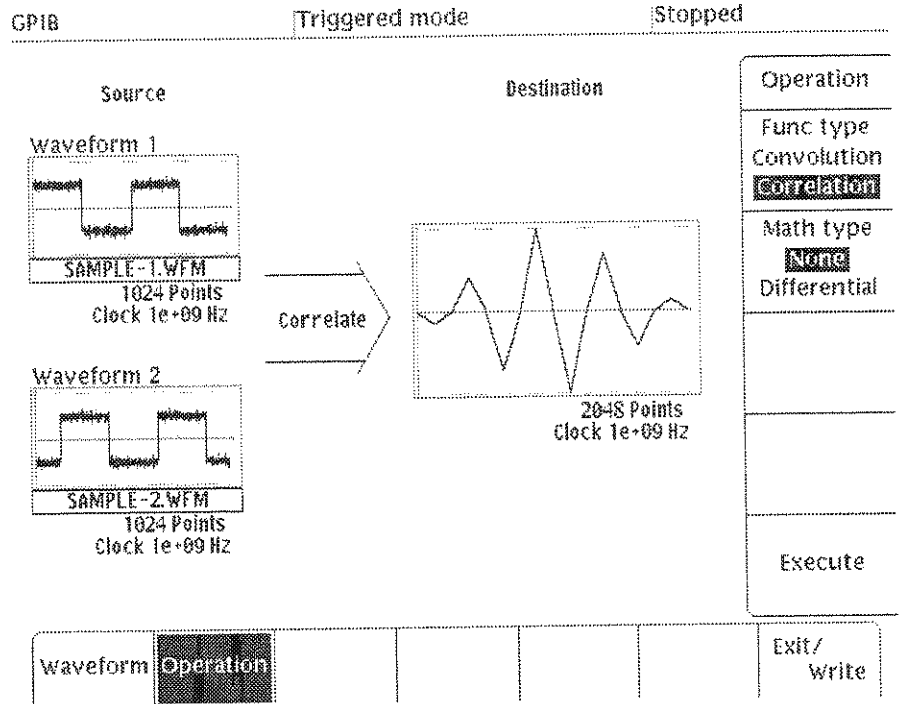 GPIB
Triggered mode
Stopped
Source
Destination
Waveform 1
SAMPLE-1.WFM
1024 Points
Clock 1e+09 Hz
Correlate
2048 Points
Clock 1e+09 Hz
Waveform 2
SAMPLE-2.WFM
1024 Points
Clock 1e+09 Hz
Operation
Func type
Convolution
Correlation
Math type
None
Differential
Execute
Waveform
Operation
Exit/
Write